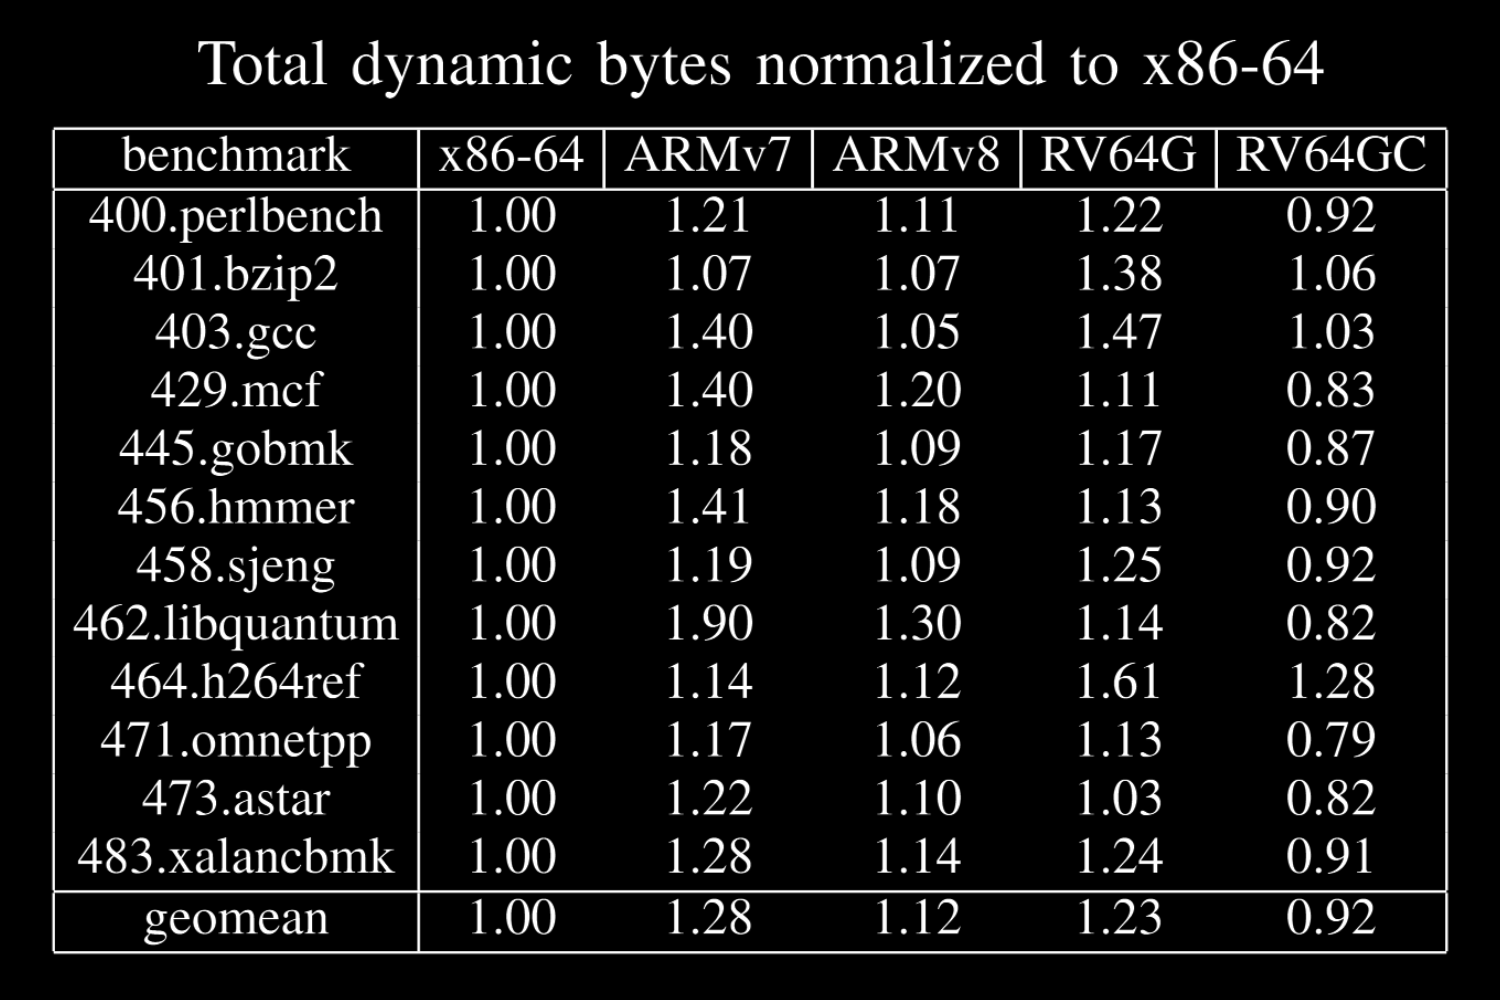 Total dynamic bytes normalized to x86-64
benchmark x86-64 ARMv7 ARMv8 RV64G RV64GC
400.perlbench 1.00 1.21 1.11 1.22 0.92
401.bzip2 1.00 1.07 1.07 1.38 1.06
403.gcc 1.00 1.40 1.05 1.47 1.03
429.mcf 1.00 1.40 1.20 1.11 0.83
445.gobmk 1.00 1.18 1.09 1.17 0.87
456.hmmer 1.00 1.41 1.18 1.13 0.90
458.sjeng 1.00 1.19 1.09 1.25 0.92
462.libquantum 1.00 1.90 1.30 1.14 0.82
464.h264ref 1.00 1.14 1.12 1.61 1.28
471.omnetpp 1.00 1.17 1.06 1.13 0.79
473.astar 1.00 1.22 1.10 1.03 0.82
483.xalancbmk 1.00 1.28 1.14 1.24 0.91
geomean 1.00 1.28 1.12 1.23 0.92